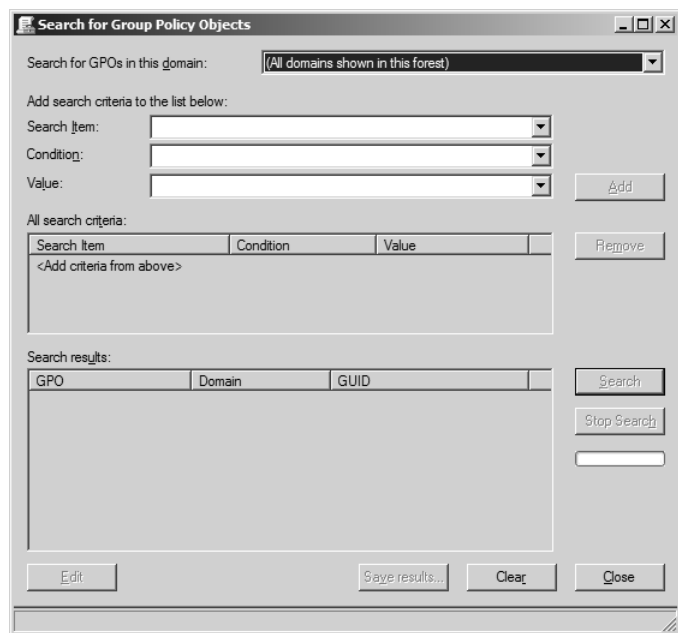 Search for Group Policy Objects
Search for GPOs in this domain: (All domains shown in this forest)
Add search criteria to the list below:
Search Item:
Condition:
Value:
Add
All search criteria:
Search Item Condition Value
Remove
<Add criteria from above>
Search results:
GPO Domain GUID
Search
Stop Search
Edit Save results... Clear Close